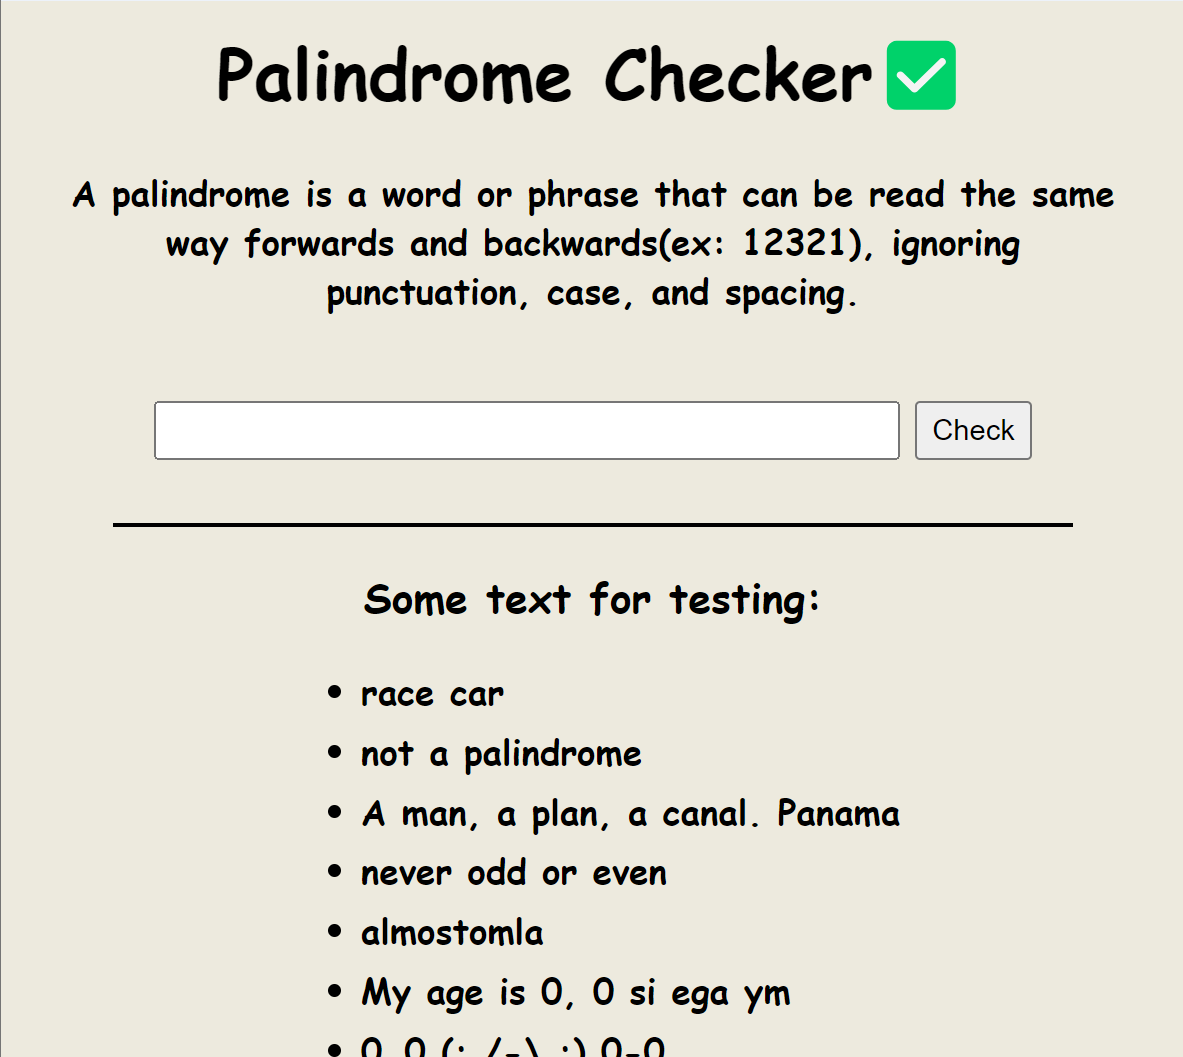 Palindrome Checker ✅
A palindrome is a word or phrase that can be read the same
way forwards and backwards(ex: 12321), ignoring
punctuation, case, and spacing.
Check
Some text for testing:
• race car
• not a palindrome
• A man, a plan, a canal. Panama
• never odd or even
• almostomla
• My age is 0, 0 si ega ym